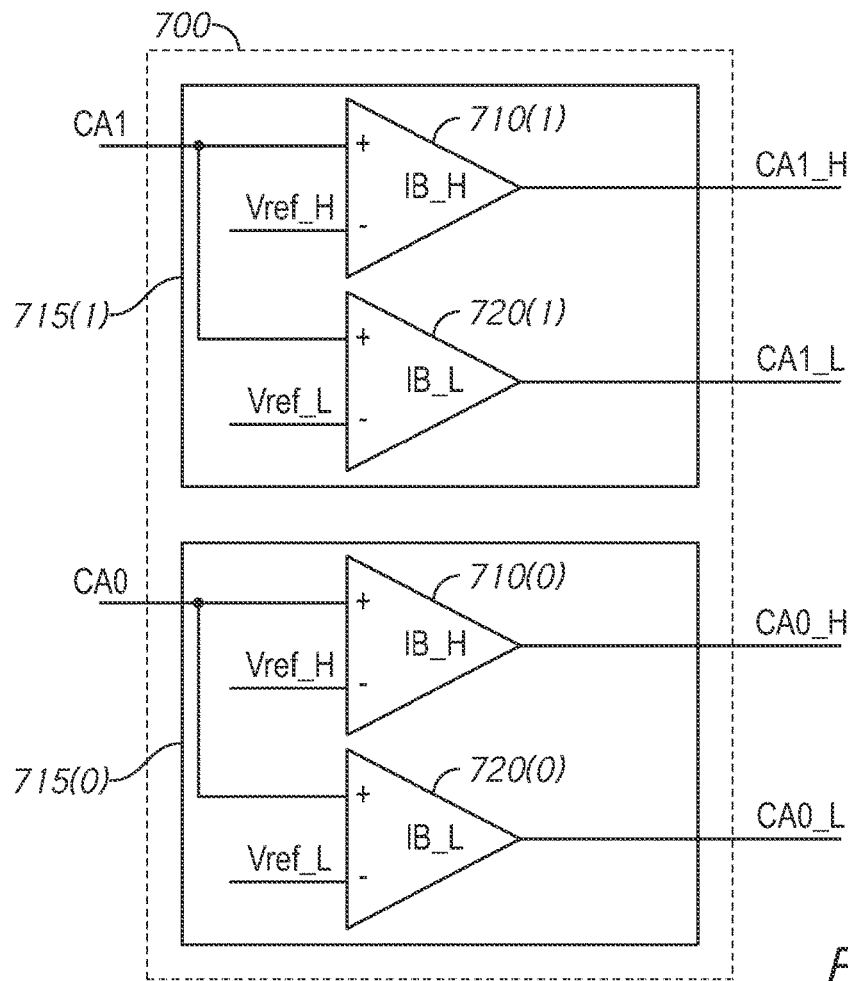 700
CA1
710(1)
+
IB_H
CA1_H
Vref_H
-
715(1)
720(1)
+
IB_L
CA1_L
Vref_L
-
CA0
710(0)
+
IB_H
CA0_H
Vref_H
-
715(0)
720(0)
+
IB_L
CA0_L
Vref_L
-